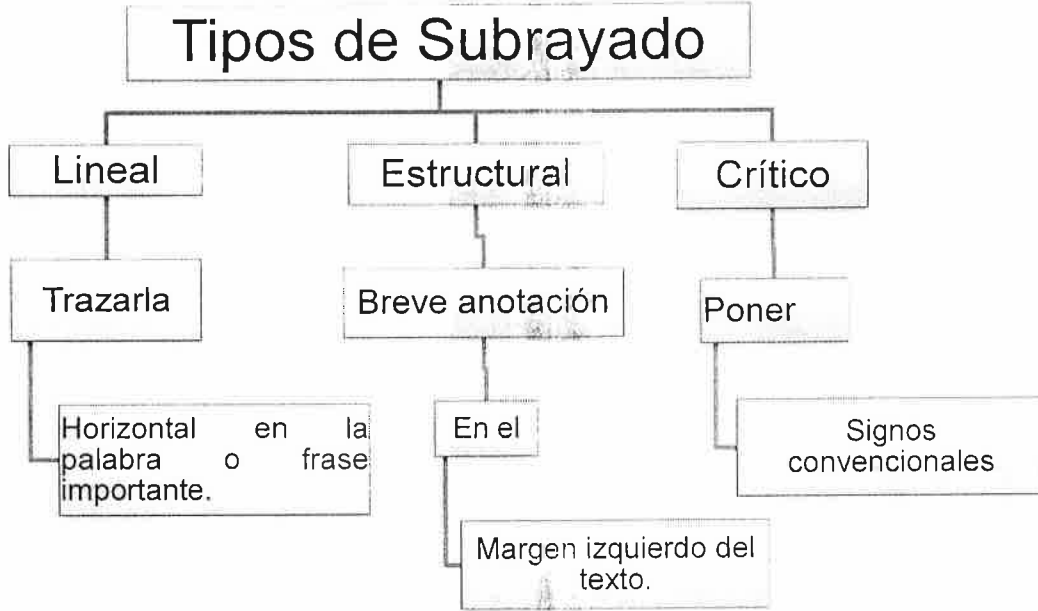 Tipos de Subrayado
Lineal
Estructural
Crítico
Trazarla
Breve anotación
Poner
Horizontal en la
palabra o frase
importante.
En el
Signos
convencionales
Margen izquierdo del
texto.